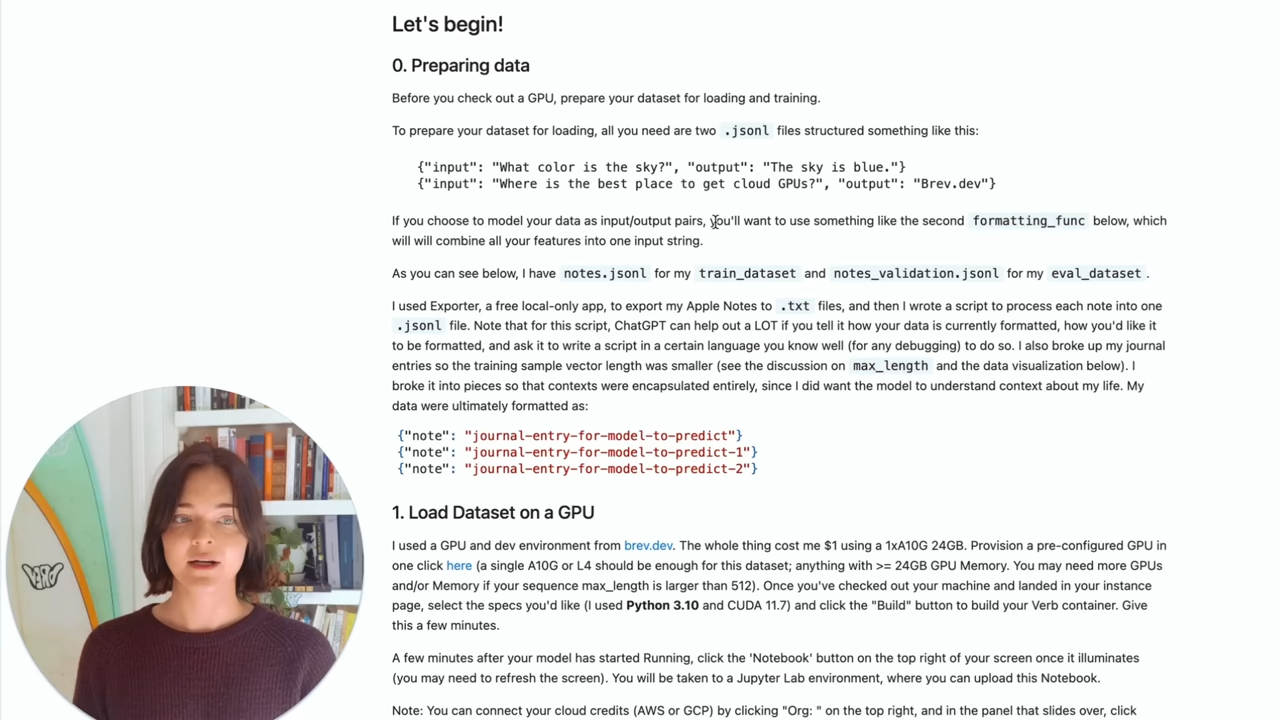 Let's begin!
0. Preparing data
Before you check out a GPU, prepare your dataset for loading and training.
To prepare your dataset for loading, all you need are two .jsonl files structured something like this:
{"input": "What color is the sky?", "output": "The sky is blue."}
{"input": "Where is the best place to get cloud GPUs?", "output": "Brev.dev"}
If you choose to model your data as input/output pairs, you'll want to use something like the second formatting_func below, which
will will combine all your features into one input string.
As you can see below, I have notes.jsonl for my train_dataset and notes_validation.jsonl for my eval_dataset .
I used Exporter, a free local-only app, to export my Apple Notes to .txt files, and then I wrote a script to process each note into one
.jsonl file. Note that for this script, ChatGPT can help out a LOT if you tell it how your data is currently formatted, how you'd like it
to be formatted, and ask it to write a script in a certain language you know well (for any debugging) to do so. I also broke up my journal
entries so the training sample vector length was smaller (see the discussion on max_length and the data visualization below). I
broke it into pieces so that contexts were encapsulated entirely, since I did want the model to understand context about my life. My
data were ultimately formatted as:
{"note": "journal-entry-for-model-to-predict"}
{"note": "journal-entry-for-model-to-predict-1"}
{"note": "journal-entry-for-model-to-predict-2"}
1. Load Dataset on a GPU
I used a GPU and dev environment from brev.dev. The whole thing cost me $1 using a 1xA10G 24GB. Provision a pre-configured GPU in
one click here (a single A10G or L4 should be enough for this dataset; anything with >= 24GB GPU Memory. You may need more GPUs
and/or Memory if your sequence max_length is larger than 512). Once you've checked out your machine and landed in your instance
page, select the specs you'd like (I used Python 3.10 and CUDA 11.7) and click the "Build" button to build your Verb container. Give
this a few minutes.
A few minutes after your model has started Running, click the 'Notebook' button on the top right of your screen once it illuminates
(you may need to refresh the screen). You will be taken to a Jupyter Lab environment, where you can upload this Notebook.
Note: You can connect your cloud credits (AWS or GCP) by clicking "Org: " on the top right, and in the panel that slides over, click